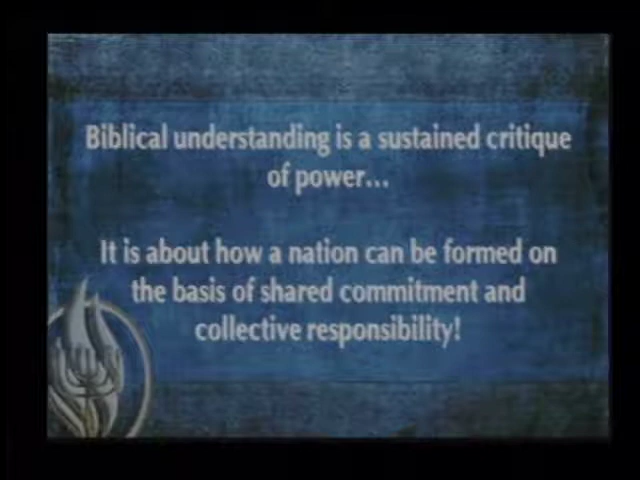 Biblical understanding is a sustained critique
of power...
It is about how a nation can be formed on
the basis of shared commitment and
collective responsibility!